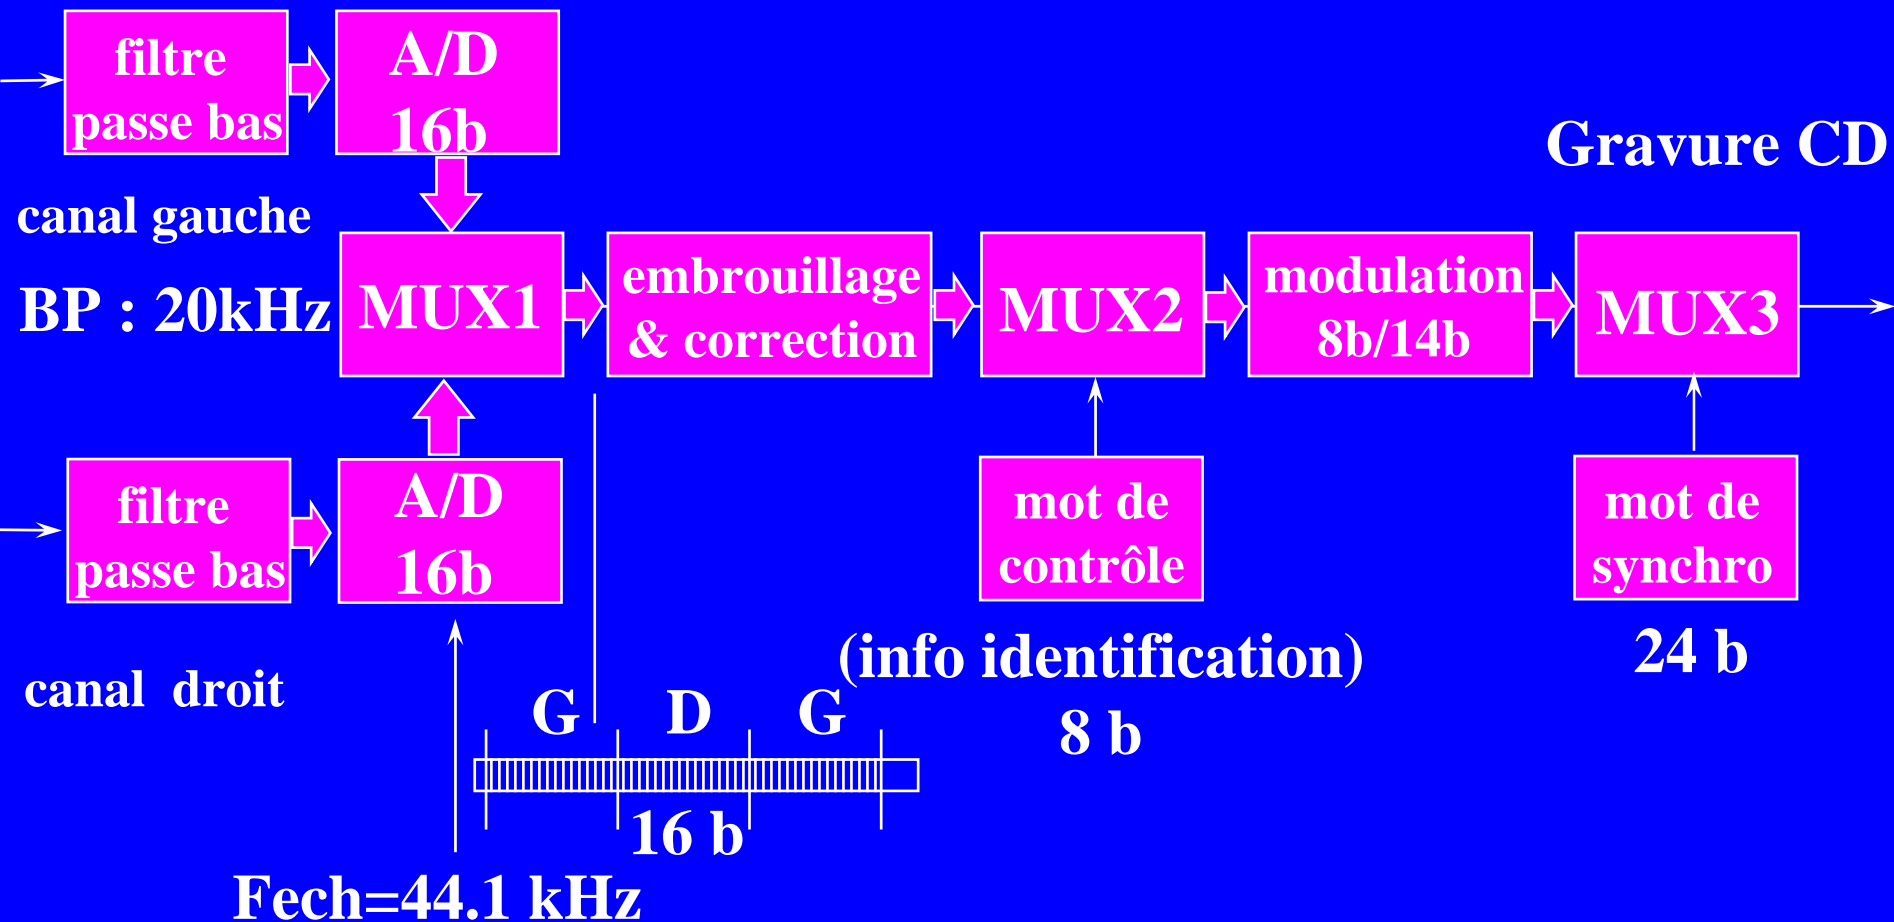 filtre
passe bas
A/D
16b
Gravure CD
canal gauche
BP : 20kHz
MUX1
embrouillage
& correction
MUX2
modulation
8b/14b
MUX3
filtre
passe bas
A/D
16b
mot de
contrôle
mot de
synchro
(info identification)
8 b
24 b
canal droit
G D G
16 b
Fech=44.1 kHz